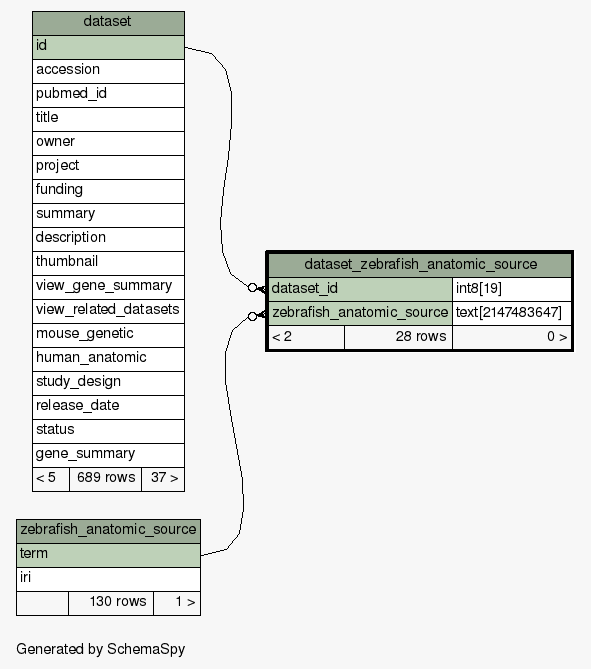 dataset
id
accession
pubmed_id
title
owner
project
funding
summary
description
thumbnail
view_gene_summary
view_related_datasets
mouse_genetic
human_anatomic
study_design
release_date
status
gene_summary
< 5 689 rows 37 >
dataset_zebrafish_anatomic_source
dataset_id int8[19]
zebrafish_anatomic_source text[2147483647]
< 2 28 rows 0 >
zebrafish_anatomic_source
term
iri
130 rows 1 >
Generated by SchemaSpy